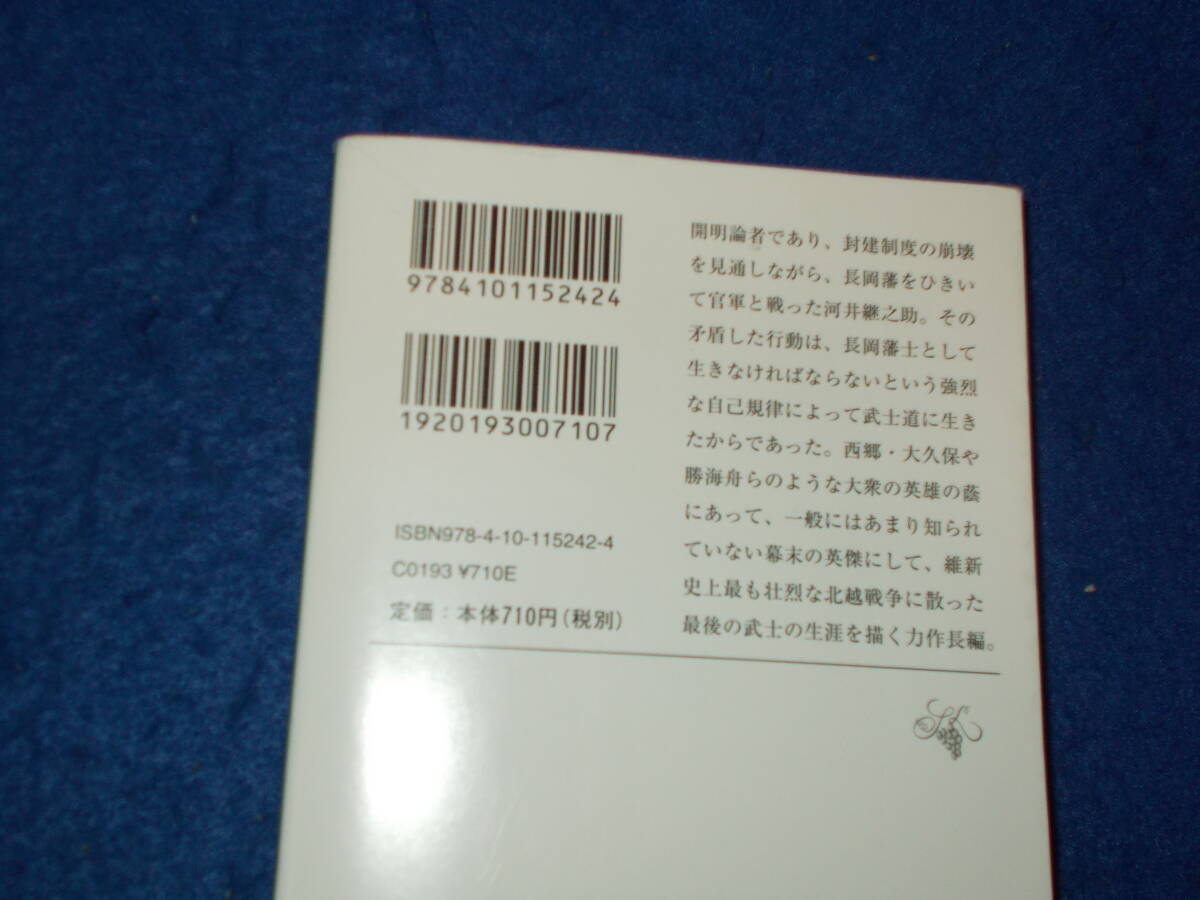 9784101152424
1920193007107
ISBN978-4-10-115242-4
C0193 ¥710E
定価：本体710円(税別)
開明論者であり、封建制度の崩壊
を見通しながら、長岡藩をひきい
て官軍と戦った河井継之助。その
矛盾した行動は、長岡藩士として
生きなければならないという強烈
な自己規律によって武士道に生き
たからであった。西郷・大久保や
勝海舟らのような大衆の英雄の蔭
にあって、一般にはあまり知られ
ていない幕末の英傑にして、維新
史上最も壮烈な北越戦争に散った
最後の武士の生涯を描く力作長編。